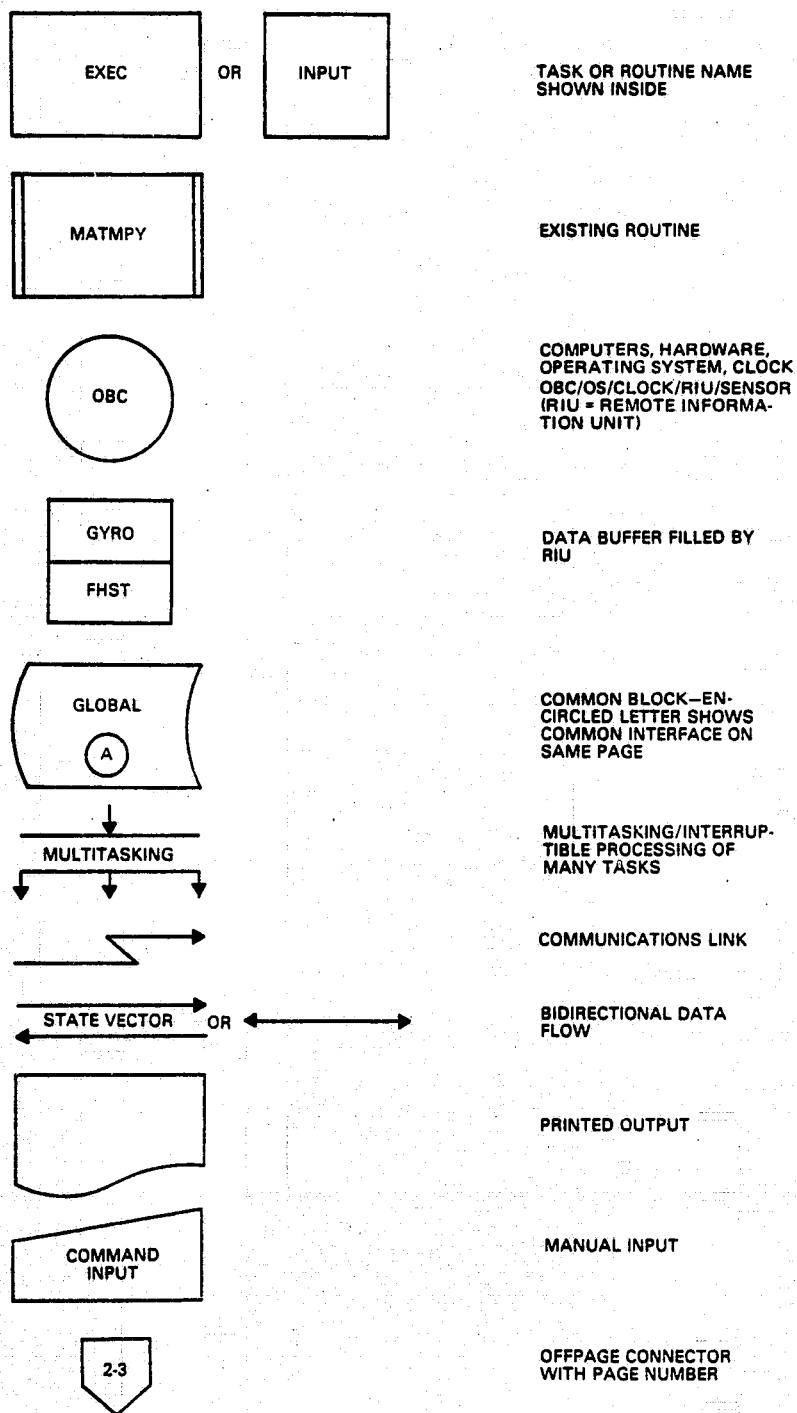 EXEC OR INPUT TASK OR ROUTINE NAME
SHOWN INSIDE
MATMPY EXISTING ROUTINE
OBC
COMPUTERS, HARDWARE,
OPERATING SYSTEM, CLOCK
OBC/OS/CLOCK/RIU/SENSOR
(RIU = REMOTE INFORMA-
TION UNIT)
GYRO
FHST
DATA BUFFER FILLED BY
RIU
GLOBAL
A
COMMON BLOCK—EN-
CIRCLED LETTER SHOWS
COMMON INTERFACE ON
SAME PAGE
MULTITASKING
MULTITASKING/INTERRUP-
TIBLE PROCESSING OF
MANY TASKS
COMMUNICATIONS LINK
STATE VECTOR OR
BIDIRECTIONAL DATA
FLOW
PRINTED OUTPUT
COMMAND
INPUT
MANUAL INPUT
2-3
OFFPAGE CONNECTOR
WITH PAGE NUMBER